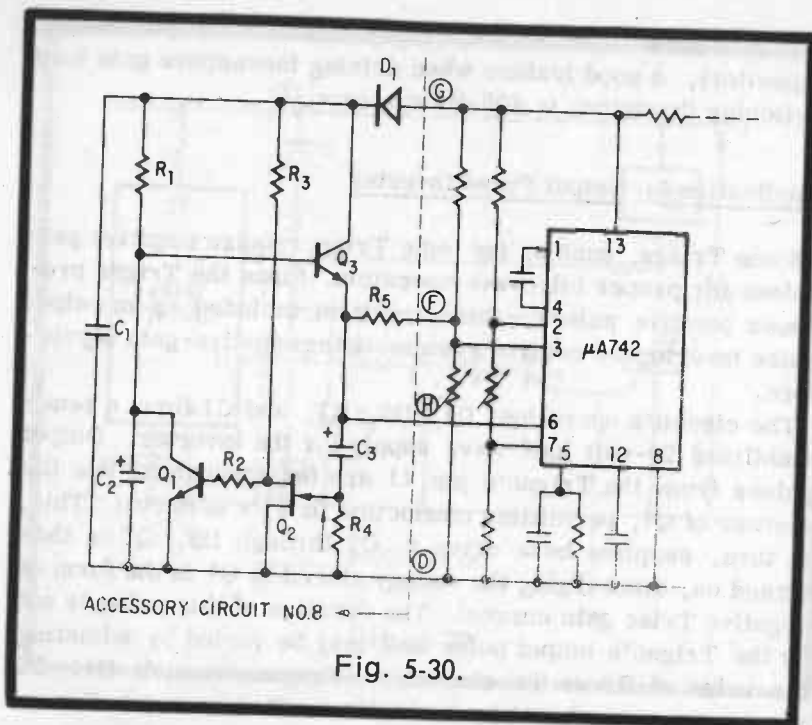 D₁
G
R₁
R₃
Q₃
1
13
R₅
F
4
2
3
μA742
C₁
H
6
7
5
12
8
C₂
Q₁
R₂
Q₂
C₃
R₄
D
ACCESSORY CIRCUIT NO.8
Fig. 5-30.